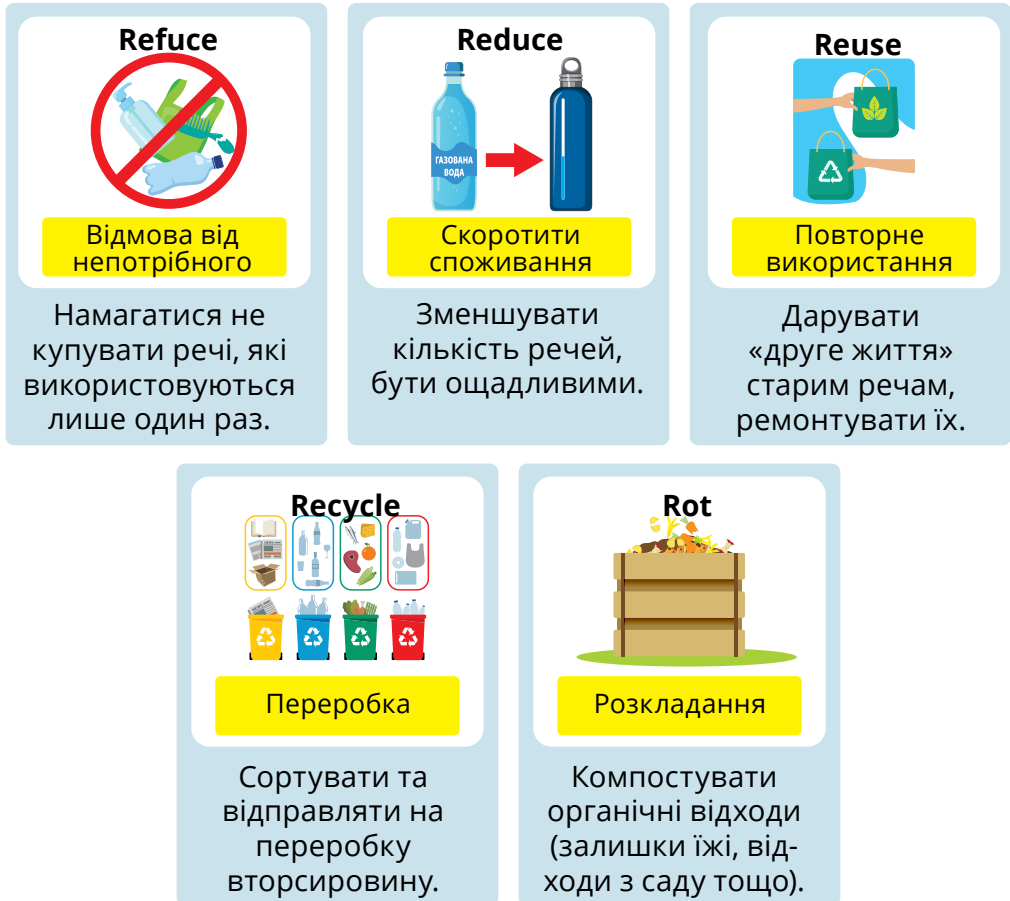 Refuce
ГАЗОВАНА
ВОДА
Відмова від
непотрібного
Намагатися не
купувати речі, які
використовуються
лише один раз.
Reduce
Скоротити
споживання
Зменшувати
кількість речей,
бути ощадливими.
Reuse
Повторне
використання
Дарувати
«друге життя»
старим речам,
ремонтувати їх.
Recycle
Переробка
Сортувати та
відправляти на
переробку
вторсировину.
Rot
Розкладання
Компостувати
органічні відходи
(залишки їжі, від-
ходи з саду тощо).